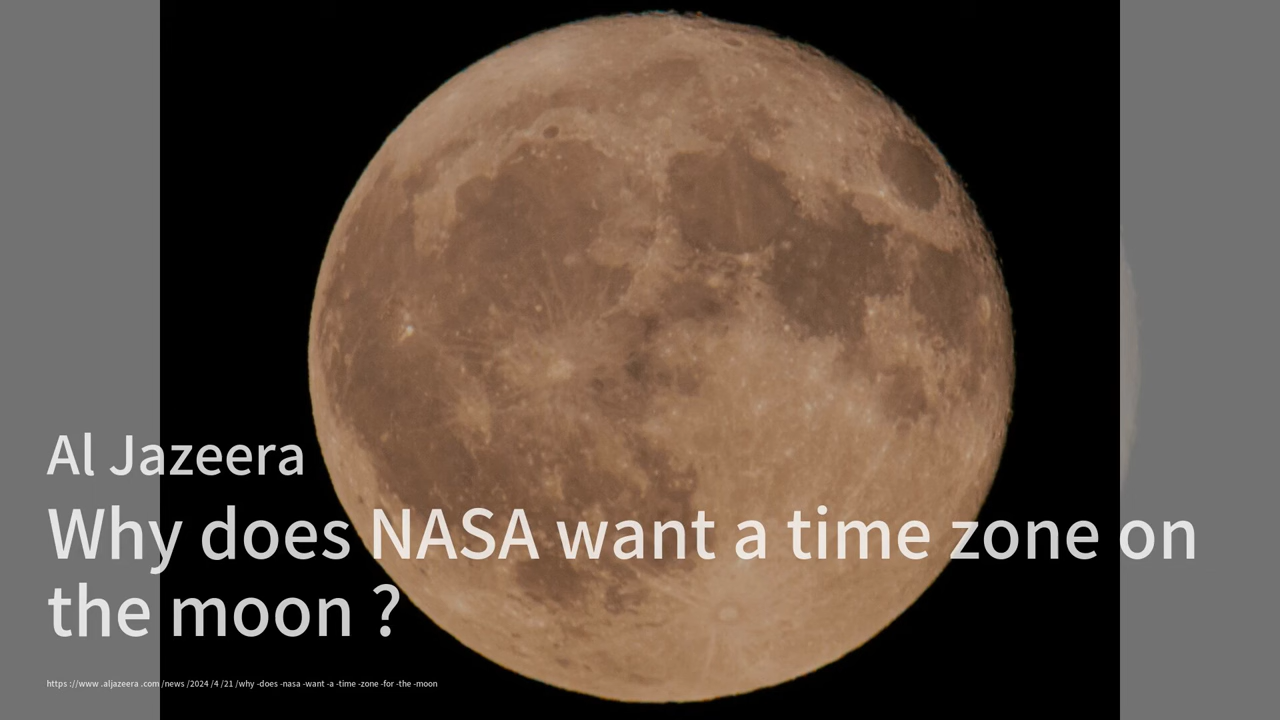 Al Jazeera
Why does NASA want a time zone on
the moon ?
https ://www .aljazeera .com /news /2024 /4 /21 /why -does -nasa -want -a -time -zone -for -the -moon